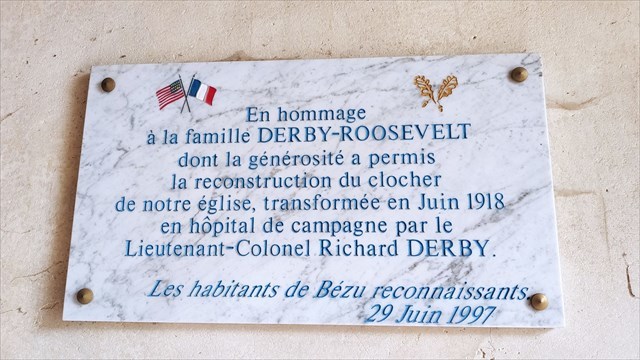 En hommage
à la famille DERBY-ROOSEVELT
dont la générosité a permis
la reconstruction du clocher
de notre église, transformée en Juin 1918
en hôpital de campagne par le
Lieutenant-Colonel Richard DERBY.
Les habitants de Bézu reconnaissants.
29 Juin 1997